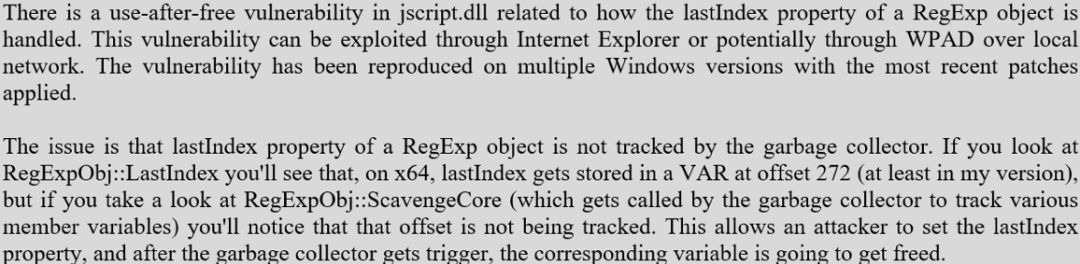 There is a use-after-free vulnerability in jscript.dll related to how the lastIndex property of a RegExp object is
handled. This vulnerability can be exploited through Internet Explorer or potentially through WPAD over local
network. The vulnerability has been reproduced on multiple Windows versions with the most recent patches
applied.
The issue is that lastIndex property of a RegExp object is not tracked by the garbage collector. If you look at
RegExpObj::LastIndex you'll see that, on x64, lastIndex gets stored in a VAR at offset 272 (at least in my version),
but if you take a look at RegExpObj::ScavengeCore (which gets called by the garbage collector to track various
member variables) you'll notice that that offset is not being tracked. This allows an attacker to set the lastIndex
property, and after the garbage collector gets trigger, the corresponding variable is going to get freed.